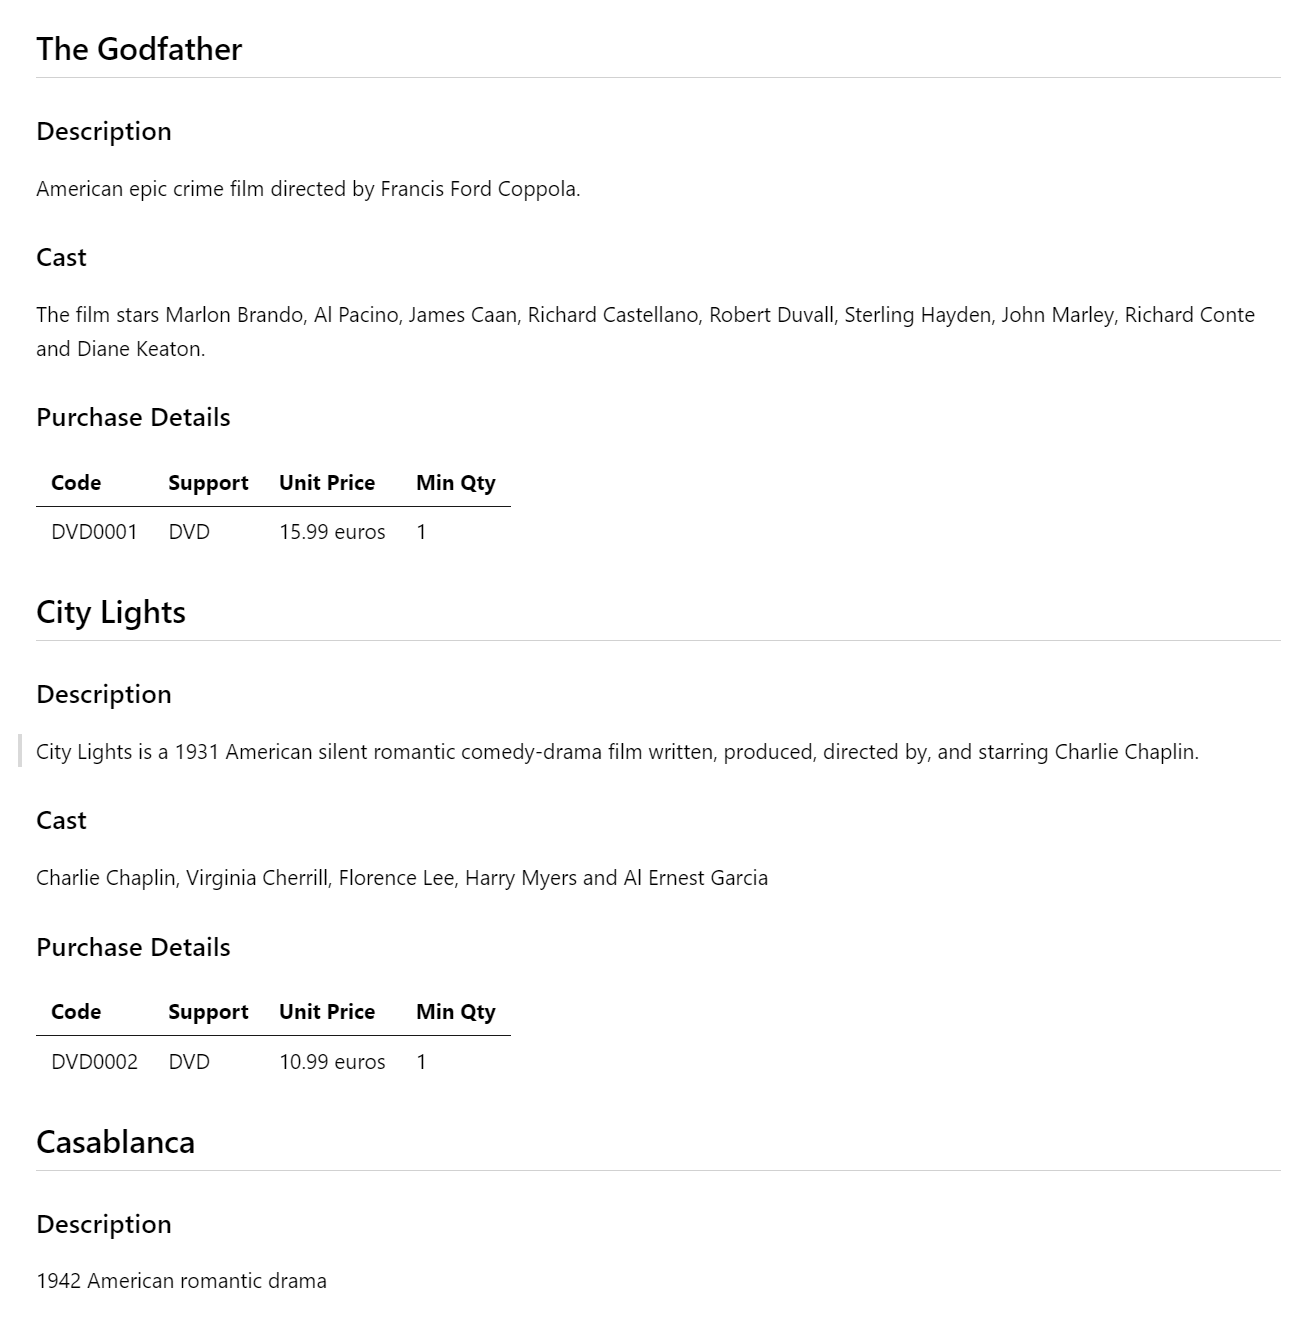 The Godfather
Description
American epic crime film directed by Francis Ford Coppola.
Cast
The film stars Marlon Brando, Al Pacino, James Caan, Richard Castellano, Robert Duvall, Sterling Hayden, John Marley, Richard Conte
and Diane Keaton.
Purchase Details
Code Support Unit Price Min Qty
DVD0001 DVD 15.99 euros 1
City Lights
Description
City Lights is a 1931 American silent romantic comedy-drama film written, produced, directed by, and starring Charlie Chaplin.
Cast
Charlie Chaplin, Virginia Cherrill, Florence Lee, Harry Myers and Al Ernest Garcia
Purchase Details
Code Support Unit Price Min Qty
DVD0002 DVD 10.99 euros 1
Casablanca
Description
1942 American romantic drama